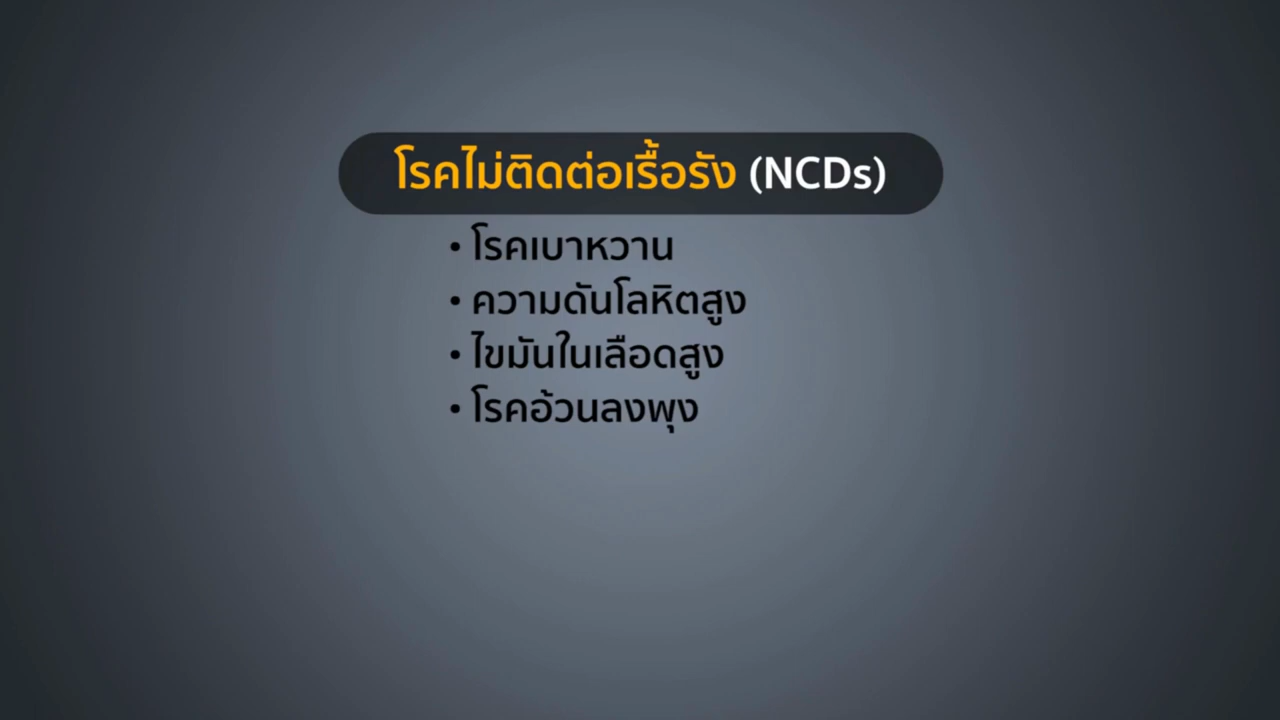 โรคไม่ติดต่อเรื้อรัง (NCDs)
• โรคเบาหวาน
• ความดันโลหิตสูง
• ไขมันในเลือดสูง
• โรคอ้วนลงพุง